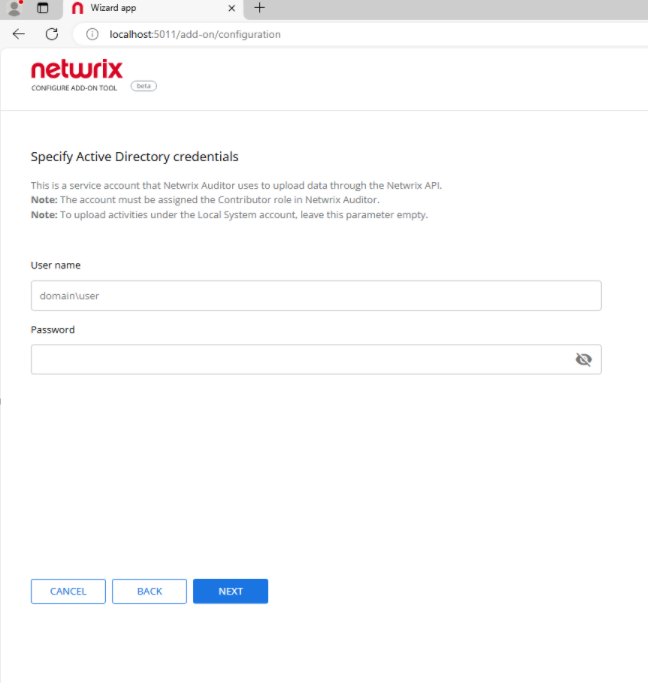 Wizard app
localhost:5011/add-on/configuration
netwrix
CONFIGURE ADD-ON TOOL
beta
Specify Active Directory credentials
This is a service account that Netwrix Auditor uses to upload data through the Netwrix API.
Note: The account must be assigned the Contributor role in Netwrix Auditor.
Note: To upload activities under the Local System account, leave this parameter empty.
User name
domain\user
Password
CANCEL BACK NEXT